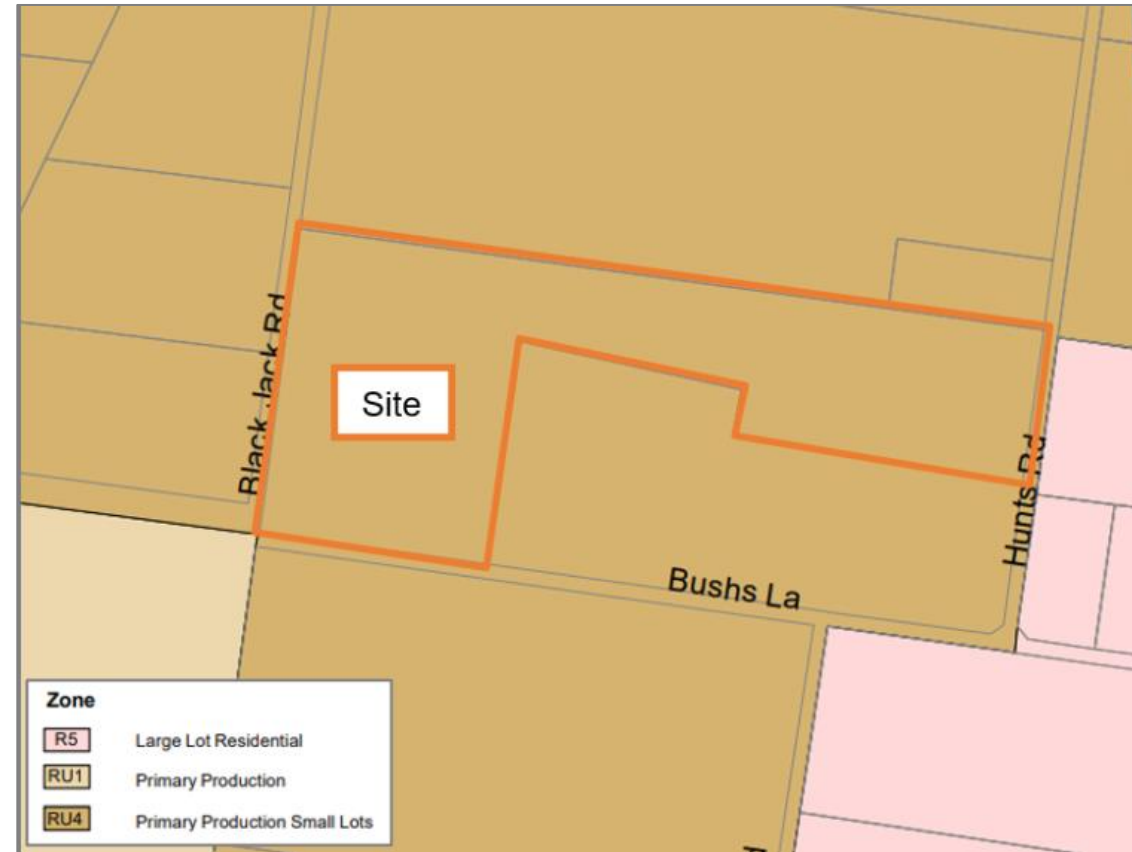 Black Jack Rd
Site
Hunts Rd
Bushs La
Zone
R5 Large Lot Residential
RU1 Primary Production
RU4 Primary Production Small Lots